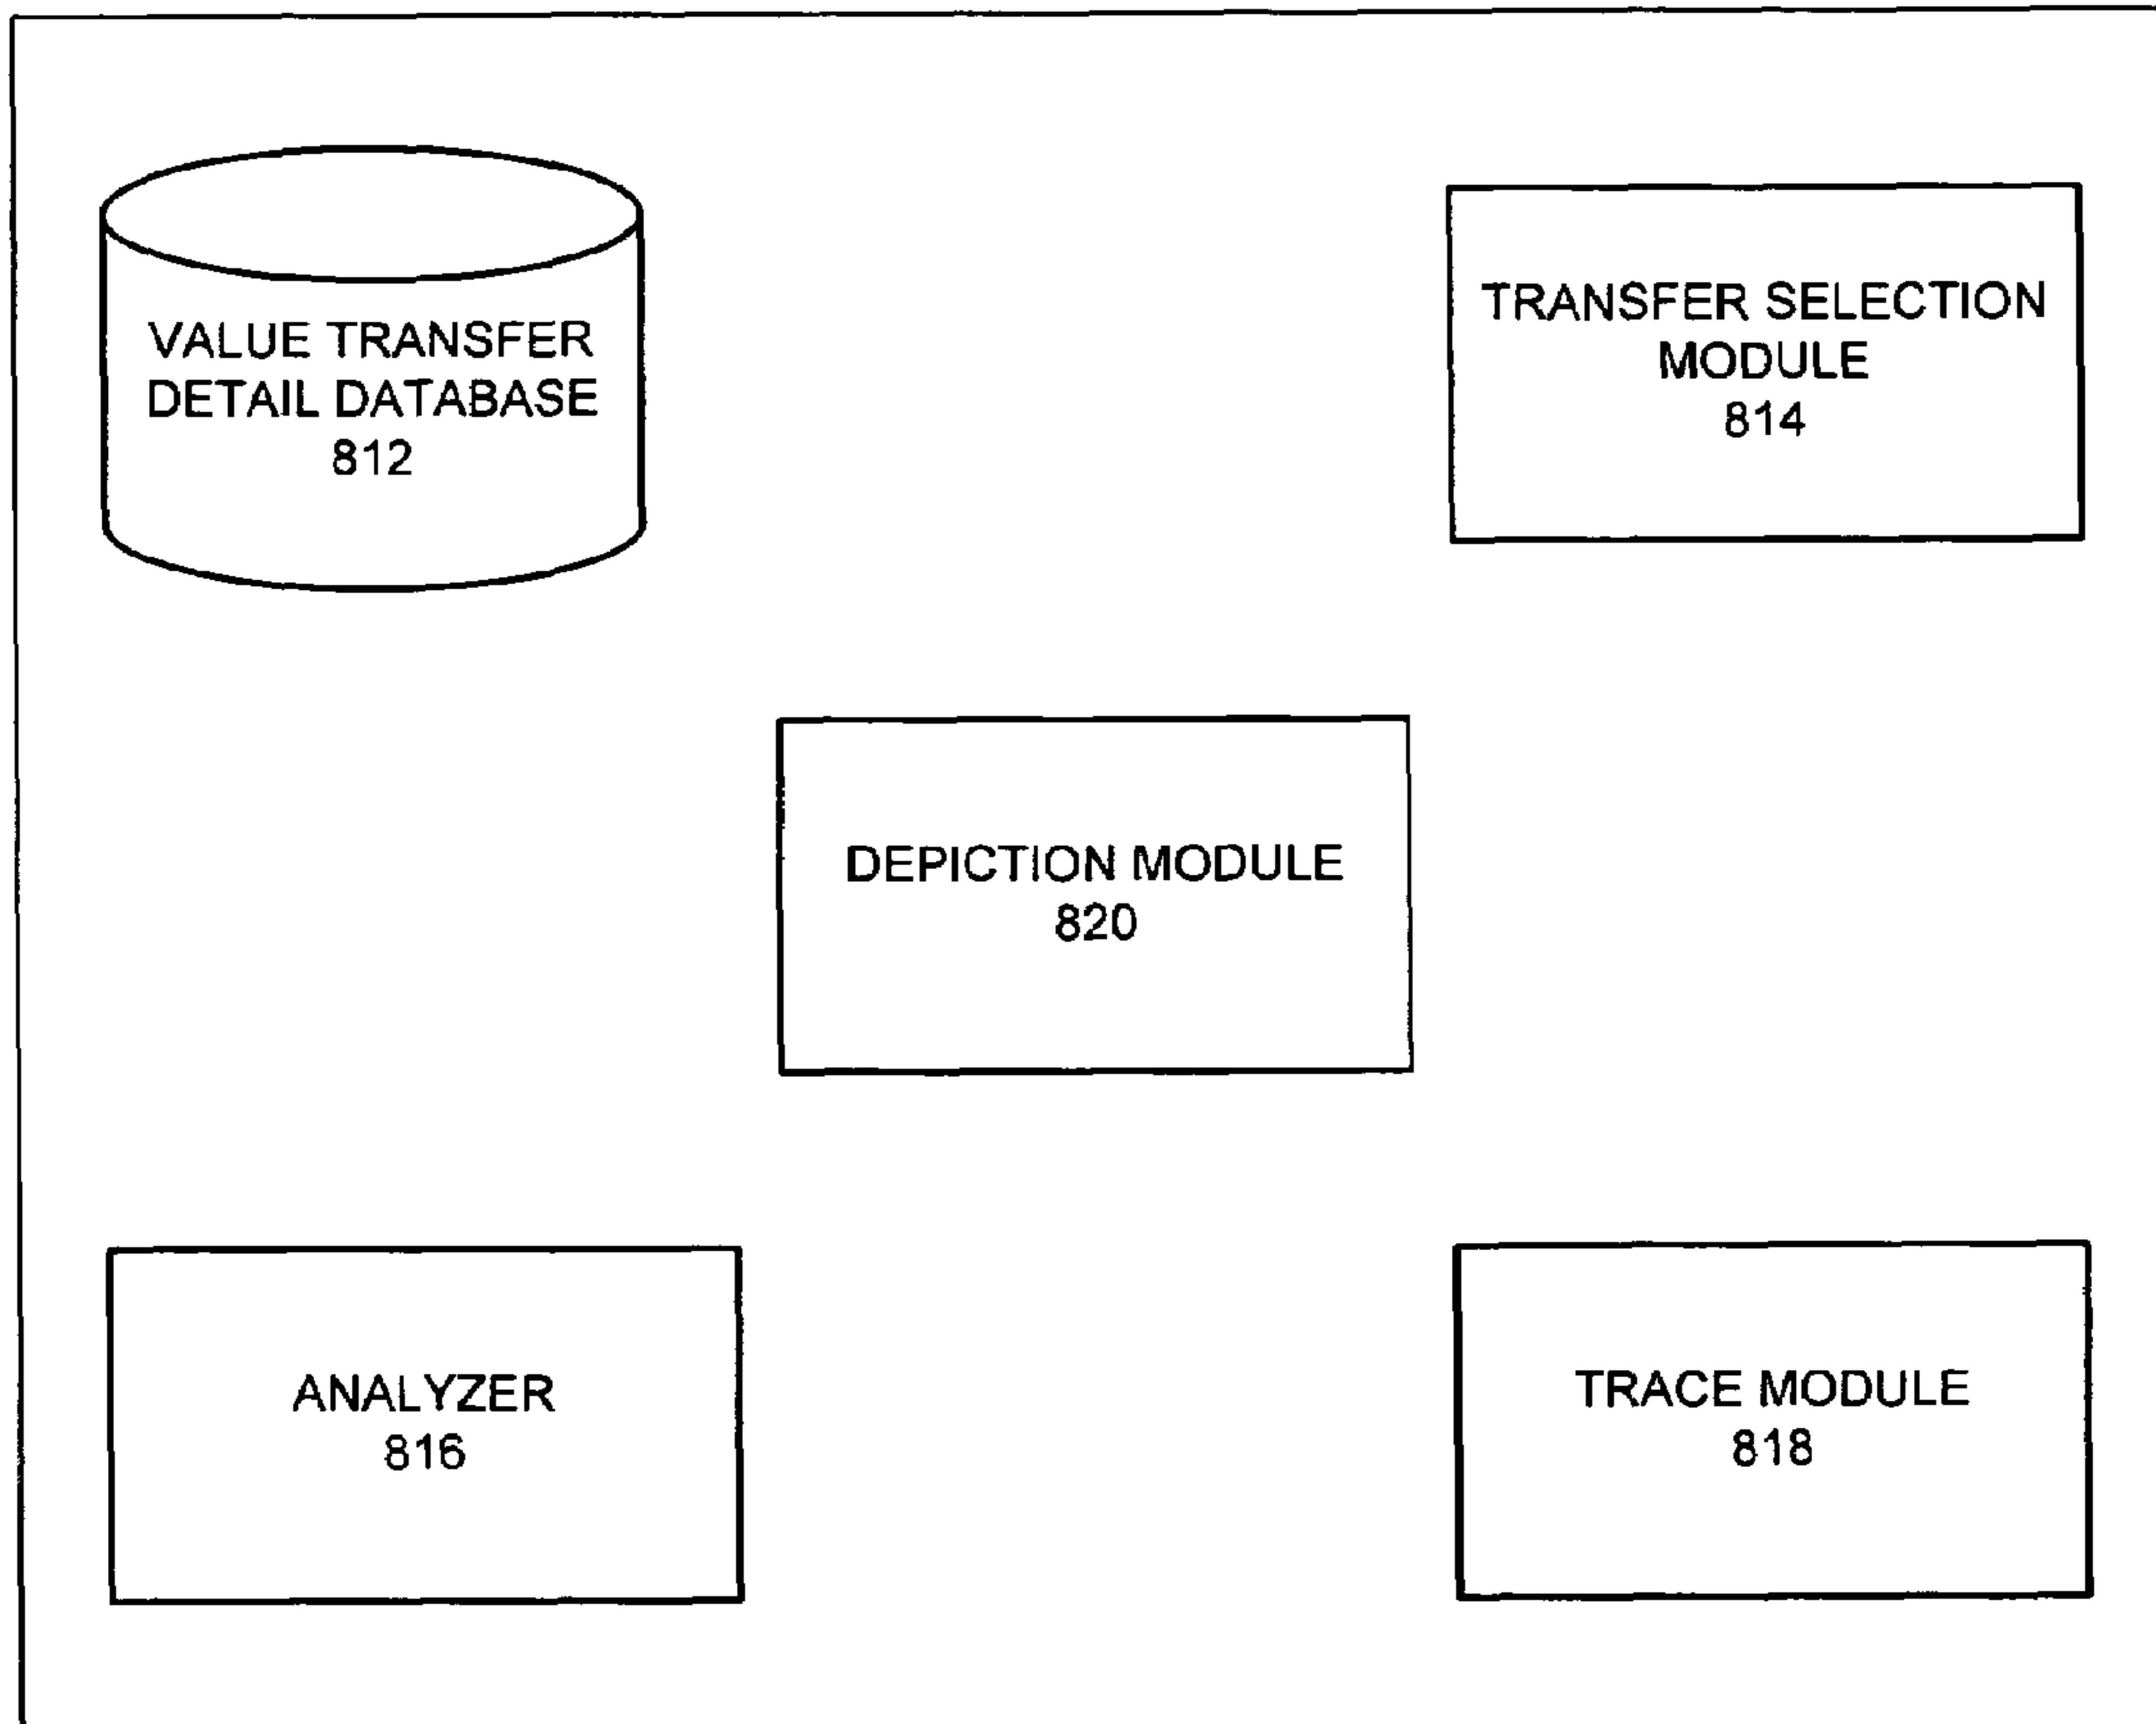 VALUE TRANSFER
DETAIL DATABASE
812
TRANSFER SELECTION
MODULE
814
DEPICTION MODULE
820
ANALYZER
816
TRACE MODULE
818